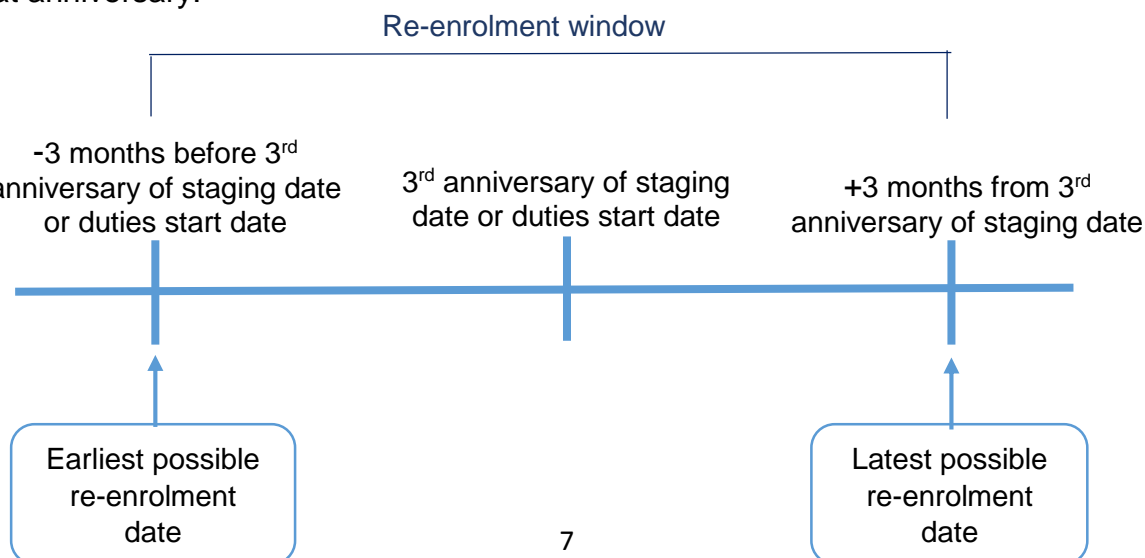 at anniversary.
Re-enrolment window
-3 months before 3rd
anniversary of staging date
or duties start date
3rd anniversary of staging
date or duties start date
+3 months from 3rd
anniversary of staging date
Earliest possible
re-enrolment
date
Latest possible
re-enrolment
date
7